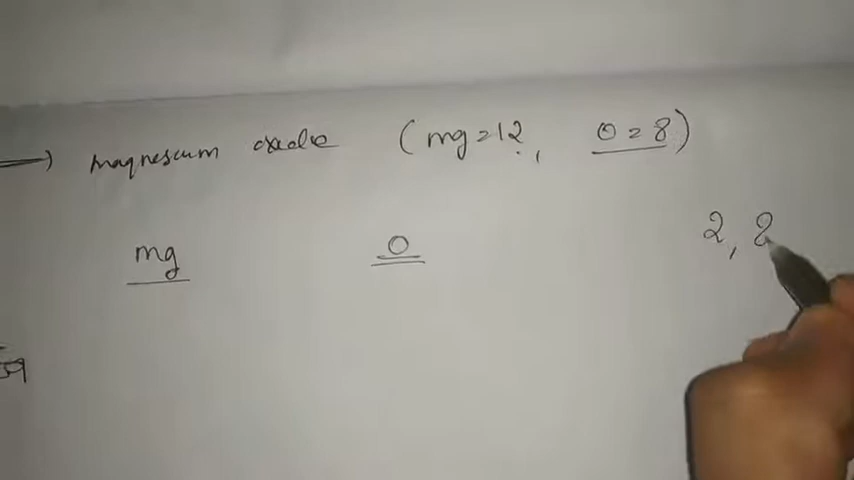 → magnesium oxide (mg=12, O=8)
mg O 2, 8